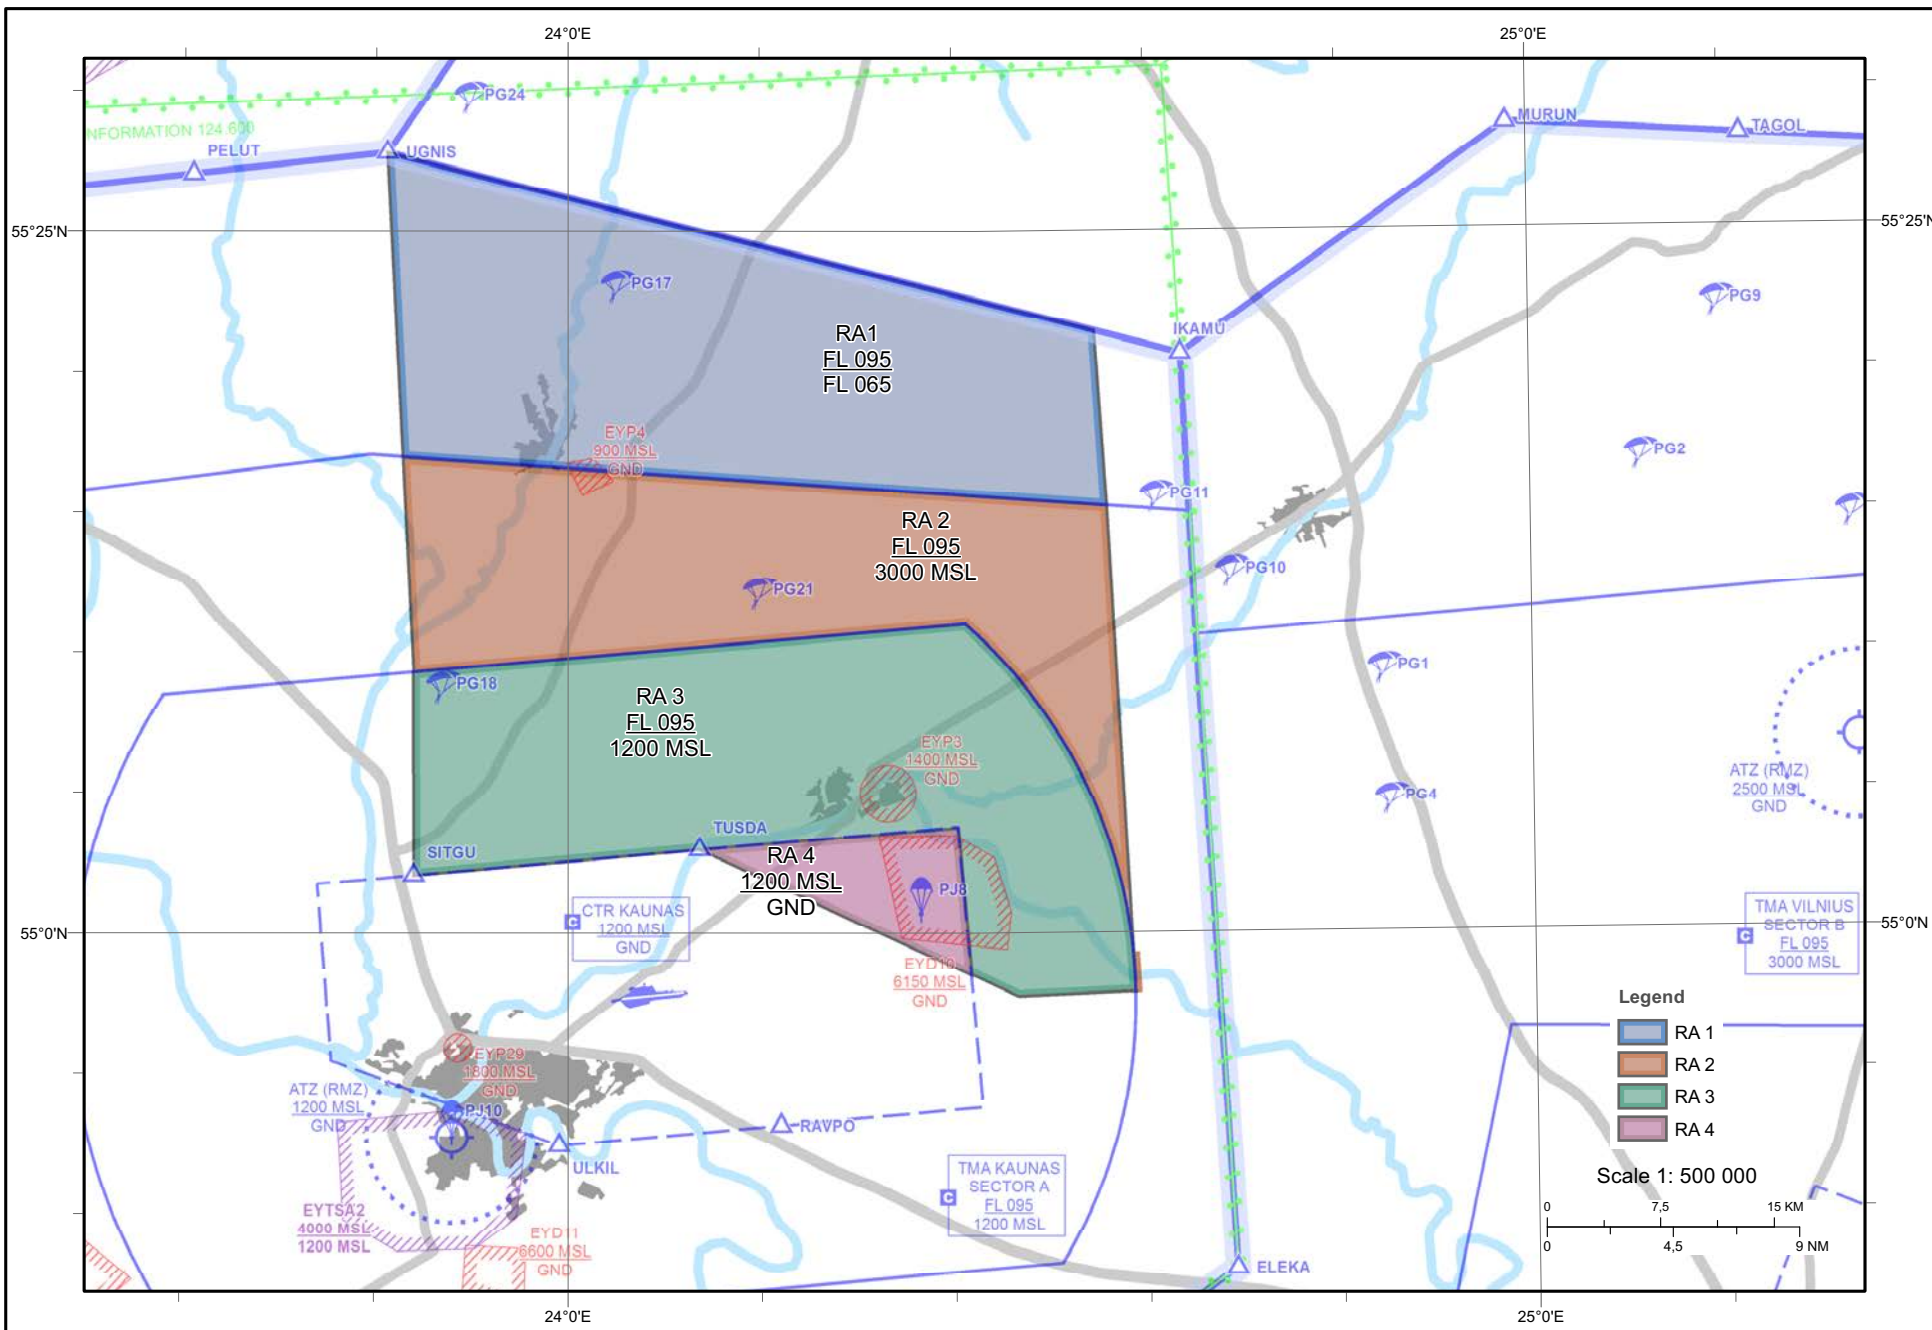 24°0'E
25°0'E
PG24
NFORMATION 124.600
PELUT
UGNIS
MURUN
TAGOL
55°25'N
55°25'N
PG17
PG9
RA1
FL 095
FL 065
IKAMU
EYP4
900 MSL
GND
PG2
PG11
RA 2
FL 095
3000 MSL
PG10
PG21
PG1
PG18
RA 3
FL 095
1200 MSL
EYP3
1400 MSL
GND
ATZ (RMZ)
2500 MSL
GND
PG4
TUSDA
SITGU
RA 4
1200 MSL
GND
PJ8
CTR KAUNAS
1200 MSL
GND
C
TMA VILNIUS
SECTOR B
FL 095
3000 MSL
C
55°0'N
55°0'N
EYD10
6150 MSL
GND
Legend
RA 1
RA 2
RA 3
RA 4
EYP29
1800 MSL
GND
ATZ (RMZ)
1200 MSL
GND
PJ10
RAVPO
ULKIL
TMA KAUNAS
SECTOR A
FL 095
1200 MSL
C
Scale 1: 500 000
0 7,5 15 KM
0 4,5 9 NM
EYTSA2
4000 MSL
1200 MSL
EYD11
6600 MSL
GND
ELEKA
24°0'E
25°0'E